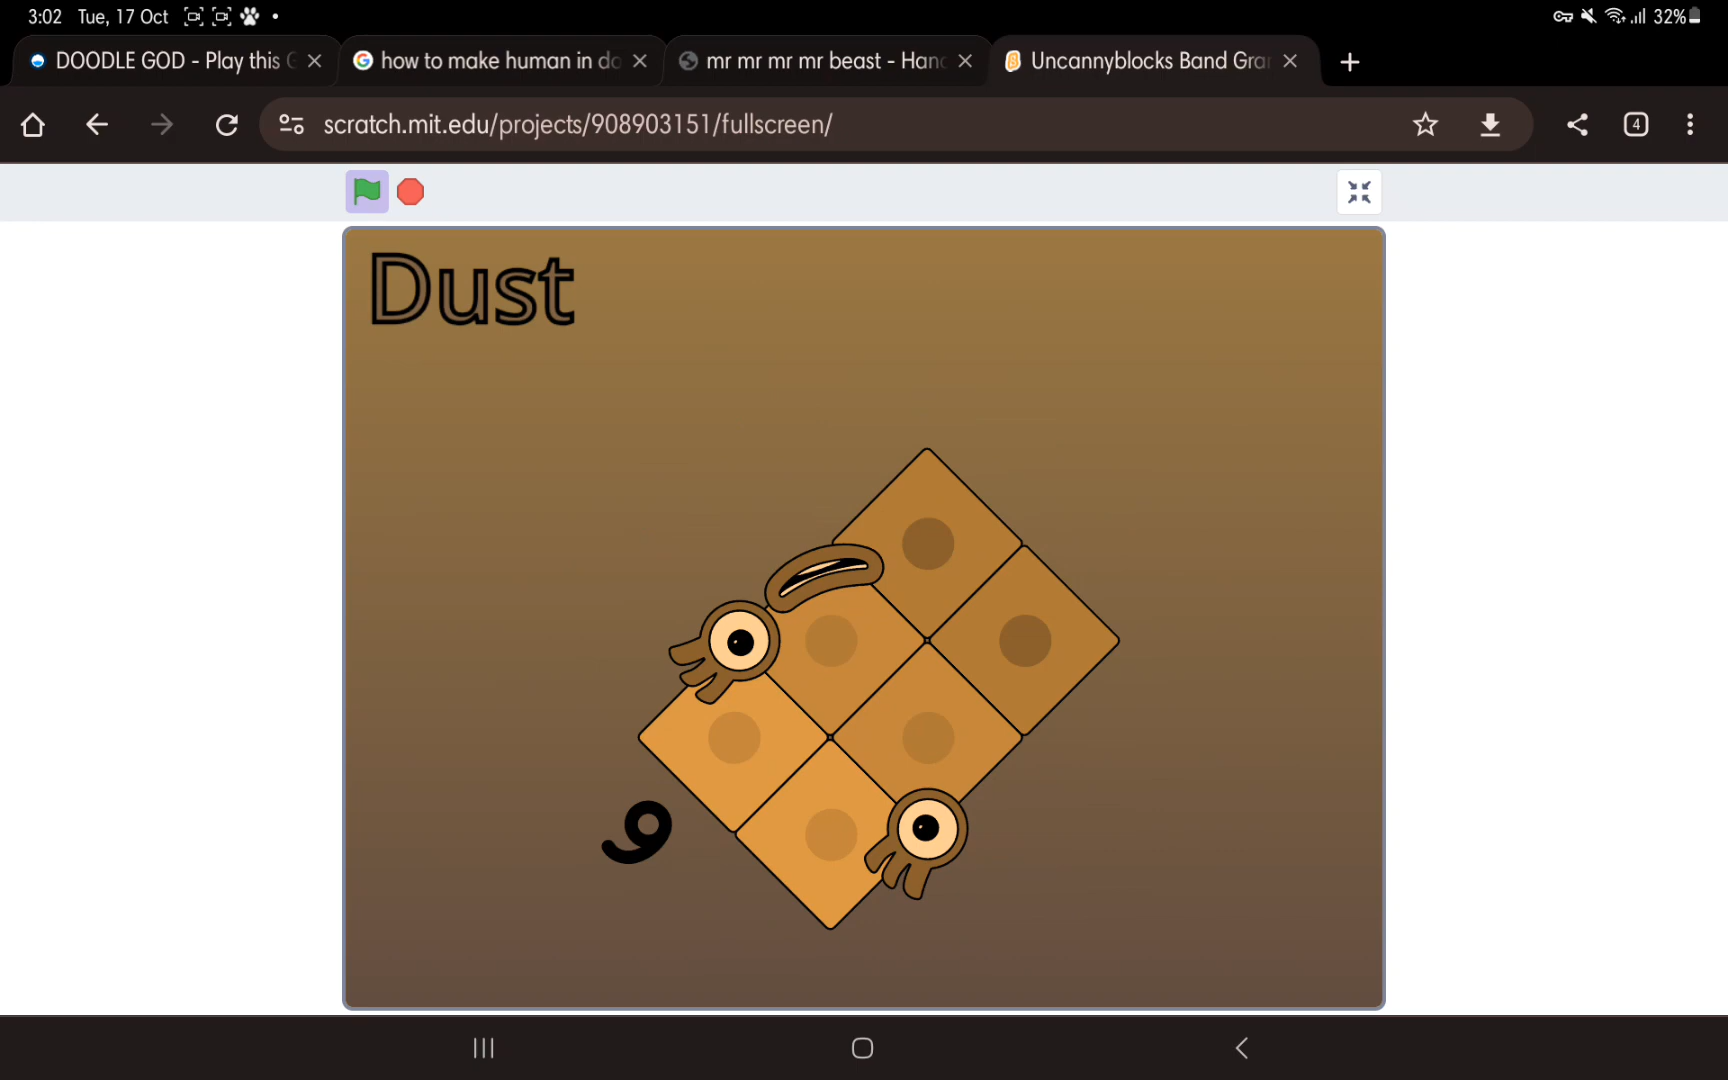 3:02 Tue, 17 Oct
32%
DOODLE GOD - Play this G
how to make human in do
mr mr mr mr beast - Hand
Uncannyblocks Band Gra
scratch.mit.edu/projects/908903151/fullscreen/
4
Dust
9